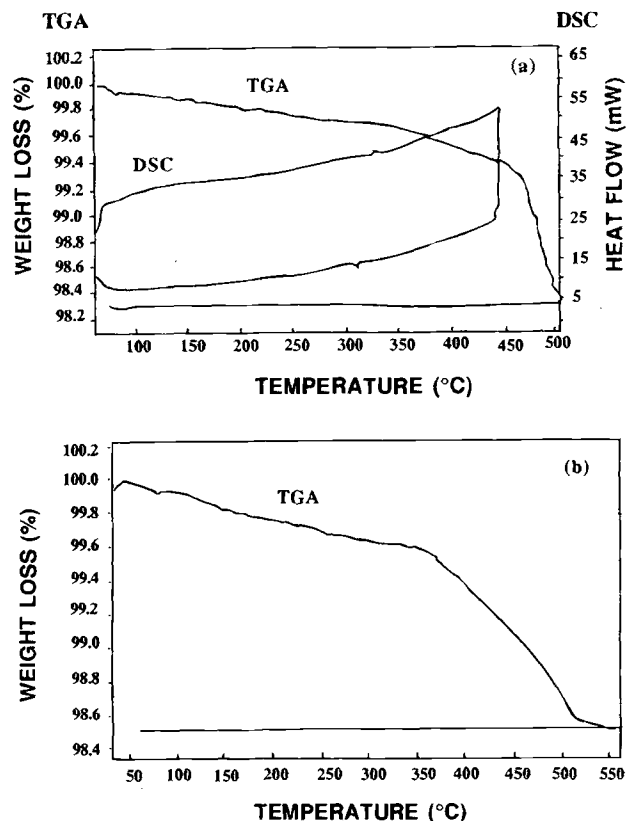 TGA DSC
(a)
TGA
DSC
WEIGHT LOSS (%)
100.2
100.0
99.8
99.6
99.4
99.2
99.0
98.8
98.6
98.4
98.2
HEAT FLOW (mW)
65
55
45
35
25
15
5
100 150 200 250 300 350 400 450 500
TEMPERATURE (°C)
(b)
TGA
WEIGHT LOSS (%)
100.2
100.0
99.8
99.6
99.4
99.2
99.0
98.8
98.6
98.4
50 100 150 200 250 300 350 400 450 500 550
TEMPERATURE (°C)